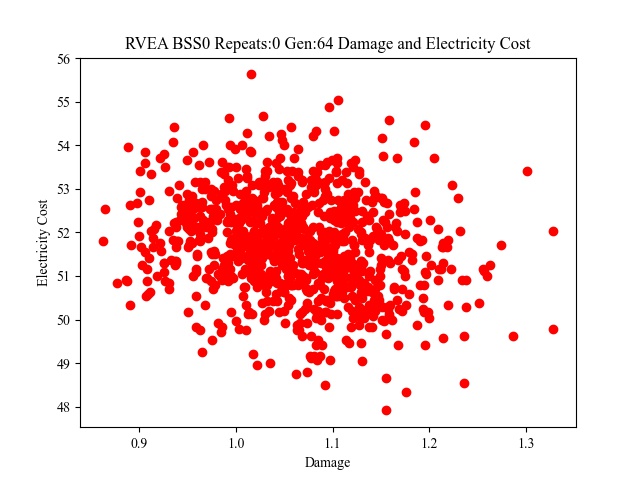 RVEA BSS0 Repeats:0 Gen:64 Damage and Electricity Cost
56
55
54
53
52
51
50
49
48
Electricity Cost
0.9 1.0 1.1 1.2 1.3
Damage